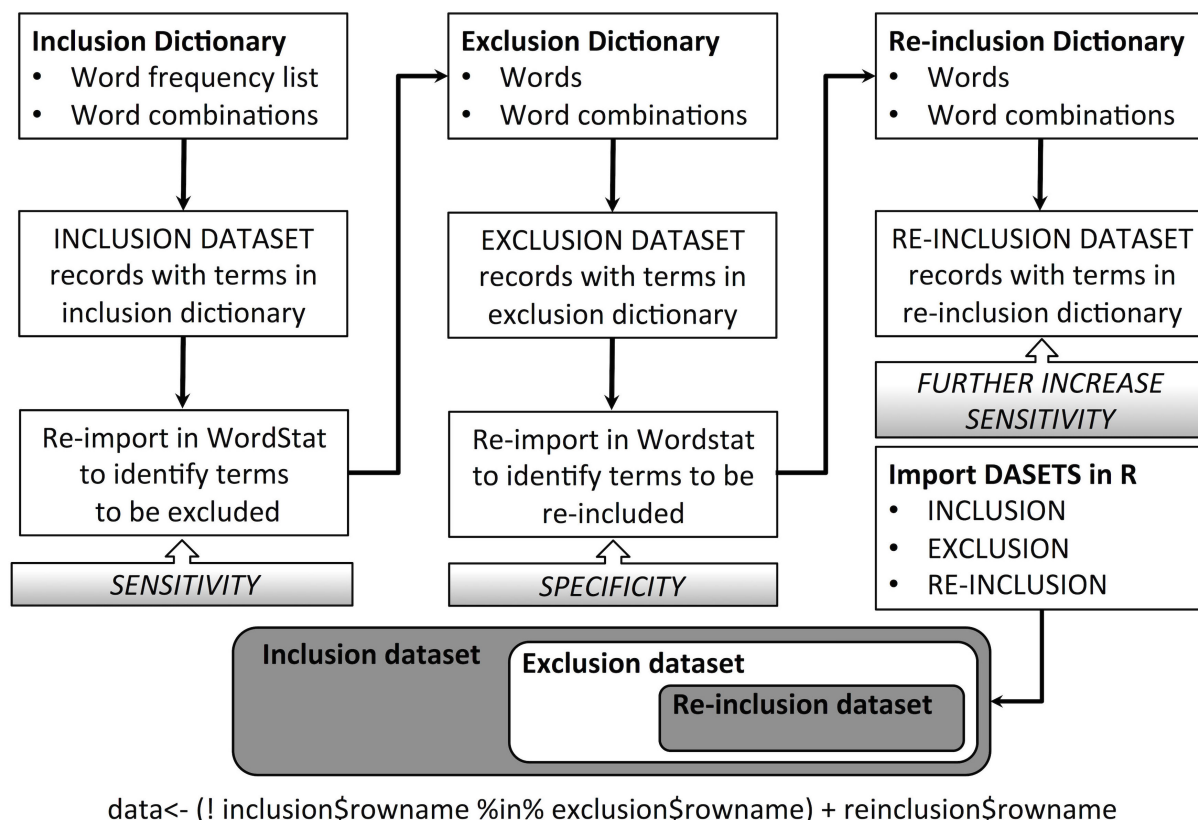 Inclusion Dictionary
• Word frequency list
• Word combinations
INCLUSION DATASET
records with terms in
inclusion dictionary
Re-import in WordStat
to identify terms
to be excluded
SENSITIVITY
Exclusion Dictionary
• Words
• Word combinations
EXCLUSION DATASET
records with terms in
exclusion dictionary
Re-import in Wordstat
to identify terms to be
re-included
SPECIFICITY
Re-inclusion Dictionary
• Words
• Word combinations
RE-INCLUSION DATASET
records with terms in
re-inclusion dictionary
FURTHER INCREASE
SENSITIVITY
Import DASETS in R
• INCLUSION
• EXCLUSION
• RE-INCLUSION
Inclusion dataset
Exclusion dataset
Re-inclusion dataset
data<- (! inclusion$rowname %in% exclusion$rowname) + reinclusion$rowname